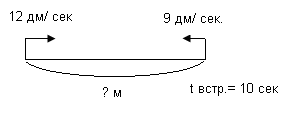 12 дм/ сек
9 дм/ сек.
? м
t встр.= 10 сек